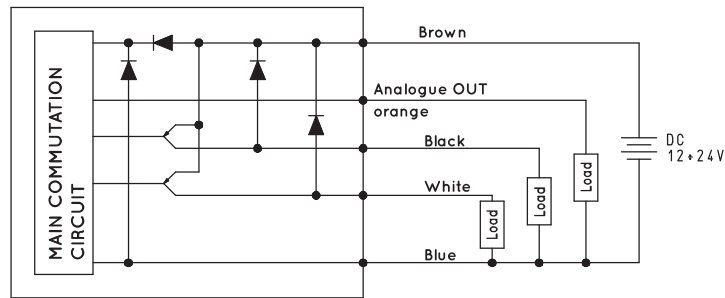 MAIN COMMUTATION
CIRCUIT
Brown
Analogue OUT
orange
Black
White
Blue
Load
Load
Load
DC
12÷24V